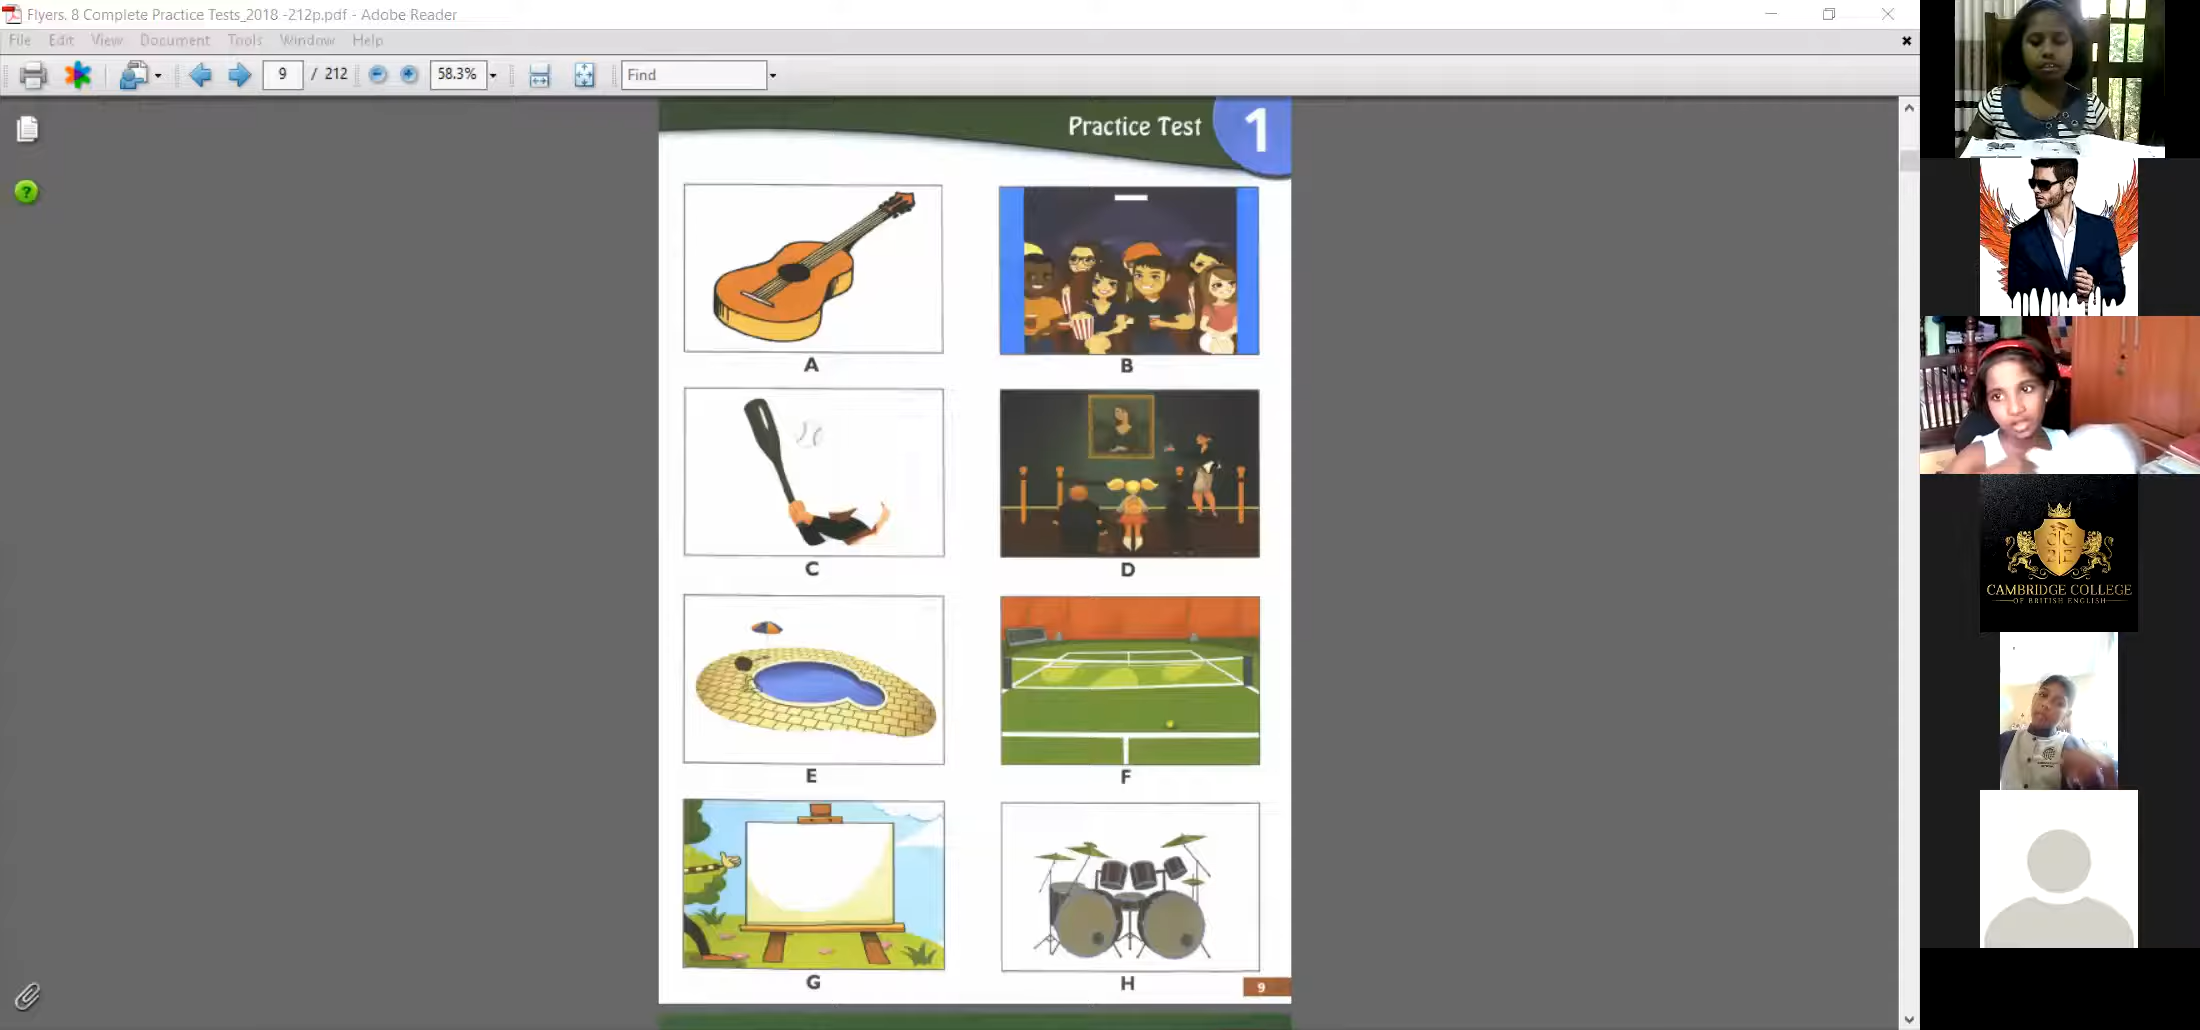 Flyers. 8 Complete Practice Tests_2018 -212p.pdf - Adobe Reader
File Edit View Document Tools Window Help
9 / 212 58.3% Find
Practice Test 1
A B
C D
E F
G H
9
CAMBRIDGE COLLEGE
OF BRITISH ENGLISH